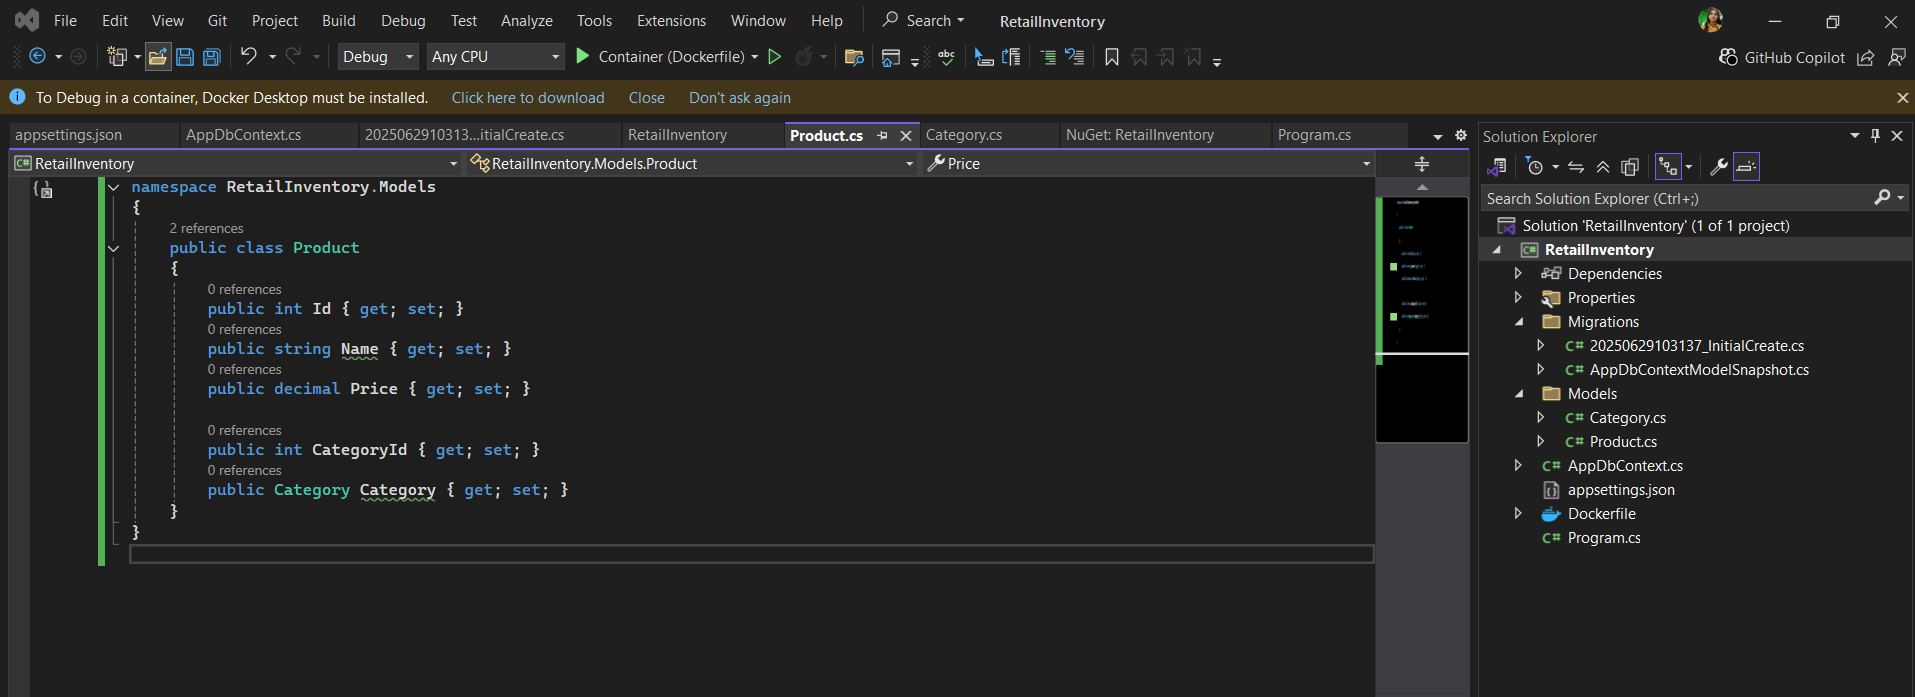 File Edit View Git Project Build Debug Test Analyze Tools Extensions Window Help Search RetailInventory
Debug Any CPU Container (Dockerfile) abc GitHub Copilot
To Debug in a container, Docker Desktop must be installed. Click here to download Close Don't ask again
appsettings.json AppDbContext.cs 2025062910313...itialCreate.cs RetailInventory Product.cs Category.cs NuGet: RetailInventory Program.cs
C# RetailInventory RetailInventory.Models.Product Price
namespace RetailInventory.Models
{
2 references
public class Product
{
0 references
public int Id { get; set; }
0 references
public string Name { get; set; }
0 references
public decimal Price { get; set; }
0 references
public int CategoryId { get; set; }
0 references
public Category Category { get; set; }
}
}
Solution Explorer
Search Solution Explorer (Ctrl+;)
Solution 'RetailInventory' (1 of 1 project)
C# RetailInventory
Dependencies
Properties
Migrations
C# 20250629103137_InitialCreate.cs
C# AppDbContextModelSnapshot.cs
Models
C# Category.cs
C# Product.cs
C# AppDbContext.cs
appsettings.json
Dockerfile
C# Program.cs